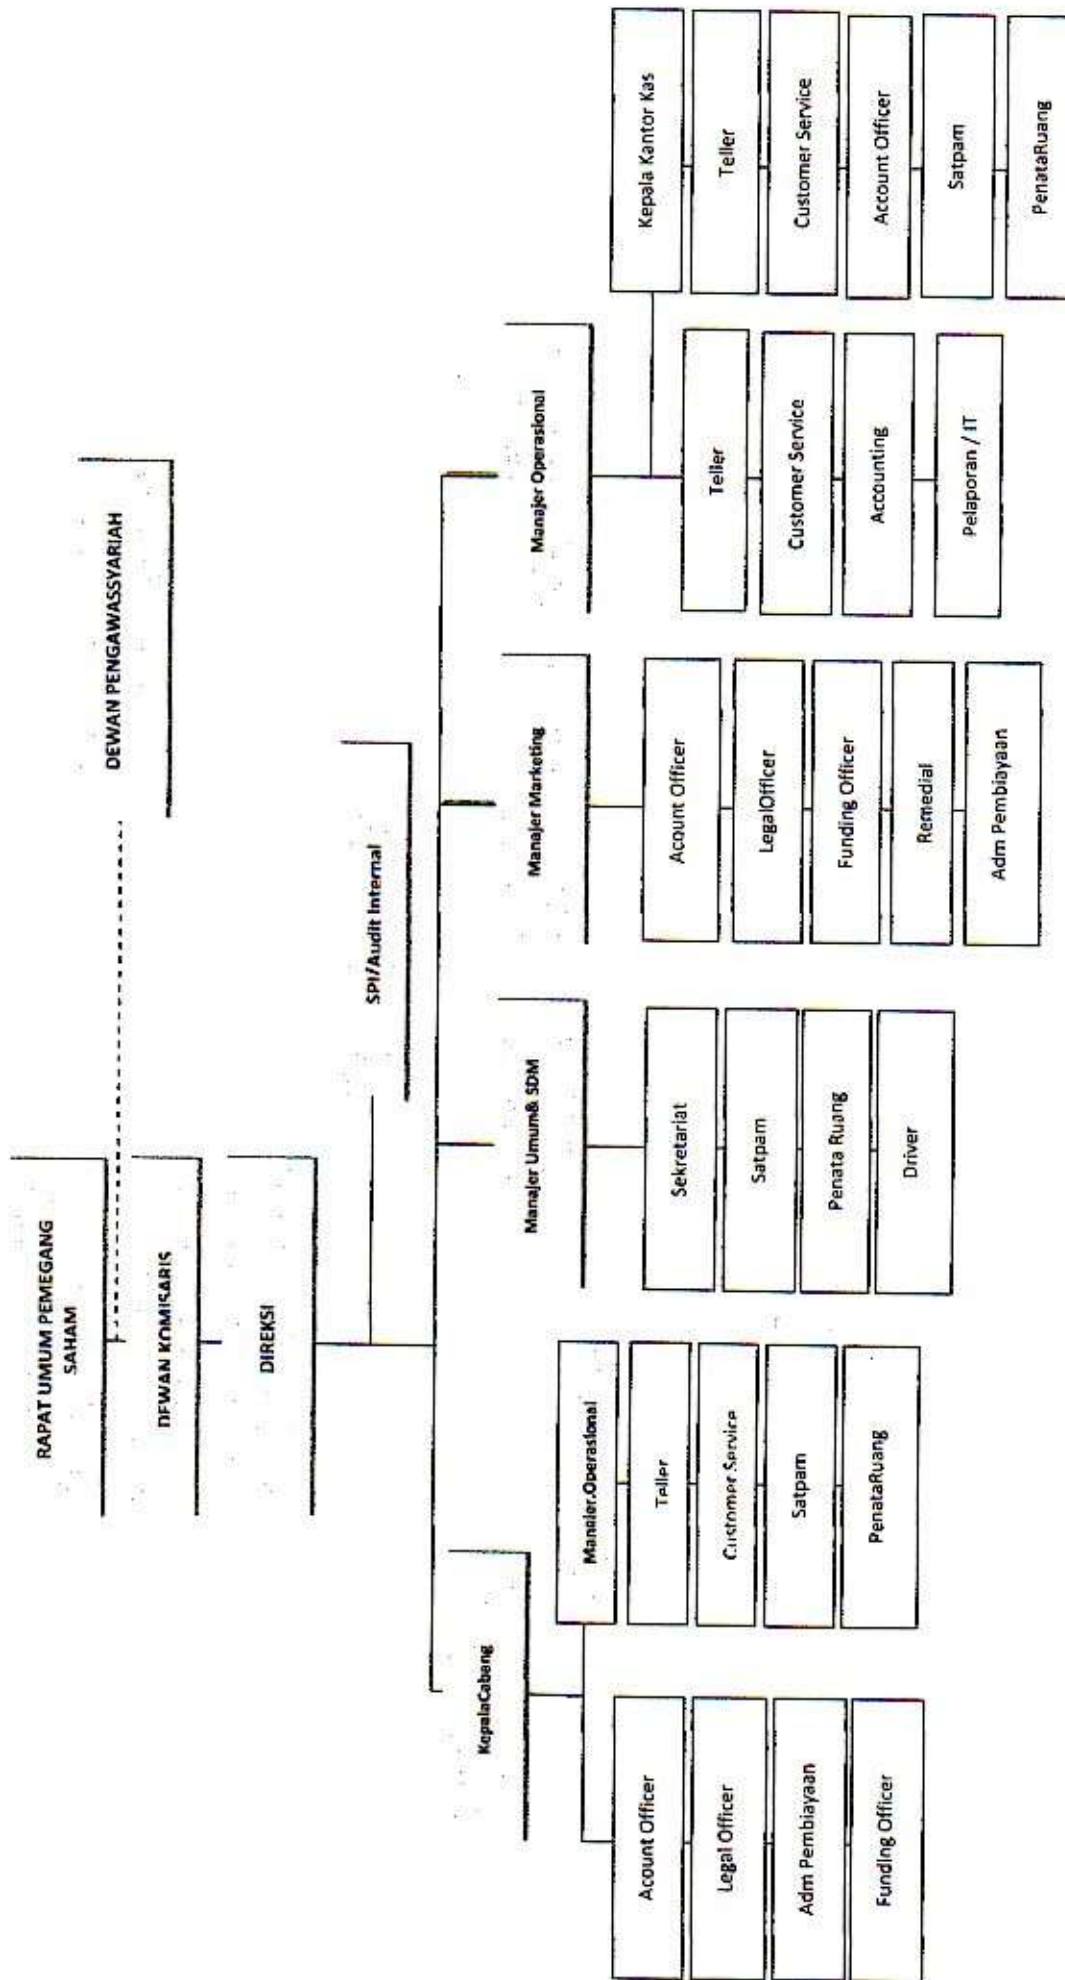 RAPAT UMUM PEMEGANG
SAHAM
DEWAN PENGAWASSYARIAH
DEWAN KOMISARIS
DIREKSI
SPI/Audit Internal
KepalaCabang
Manajer Umum& SDM
Manajer Marketing
Manajer Operasional
Acount Officer
Legal Officer
Adm Pembiayaan
Funding Officer
Manajer.Operasional
Teller
Customer Service
Satpam
PenataRuang
Sekretariat
Satpam
Penata Ruang
Driver
Acount Officer
LegalOfficer
Funding Officer
Remedial
Adm Pembiayaan
Teller
Customer Service
Accounting
Pelaporan / IT
Kepala Kantor Kas
Teller
Customer Service
Account Officer
Satpam
PenataRuang